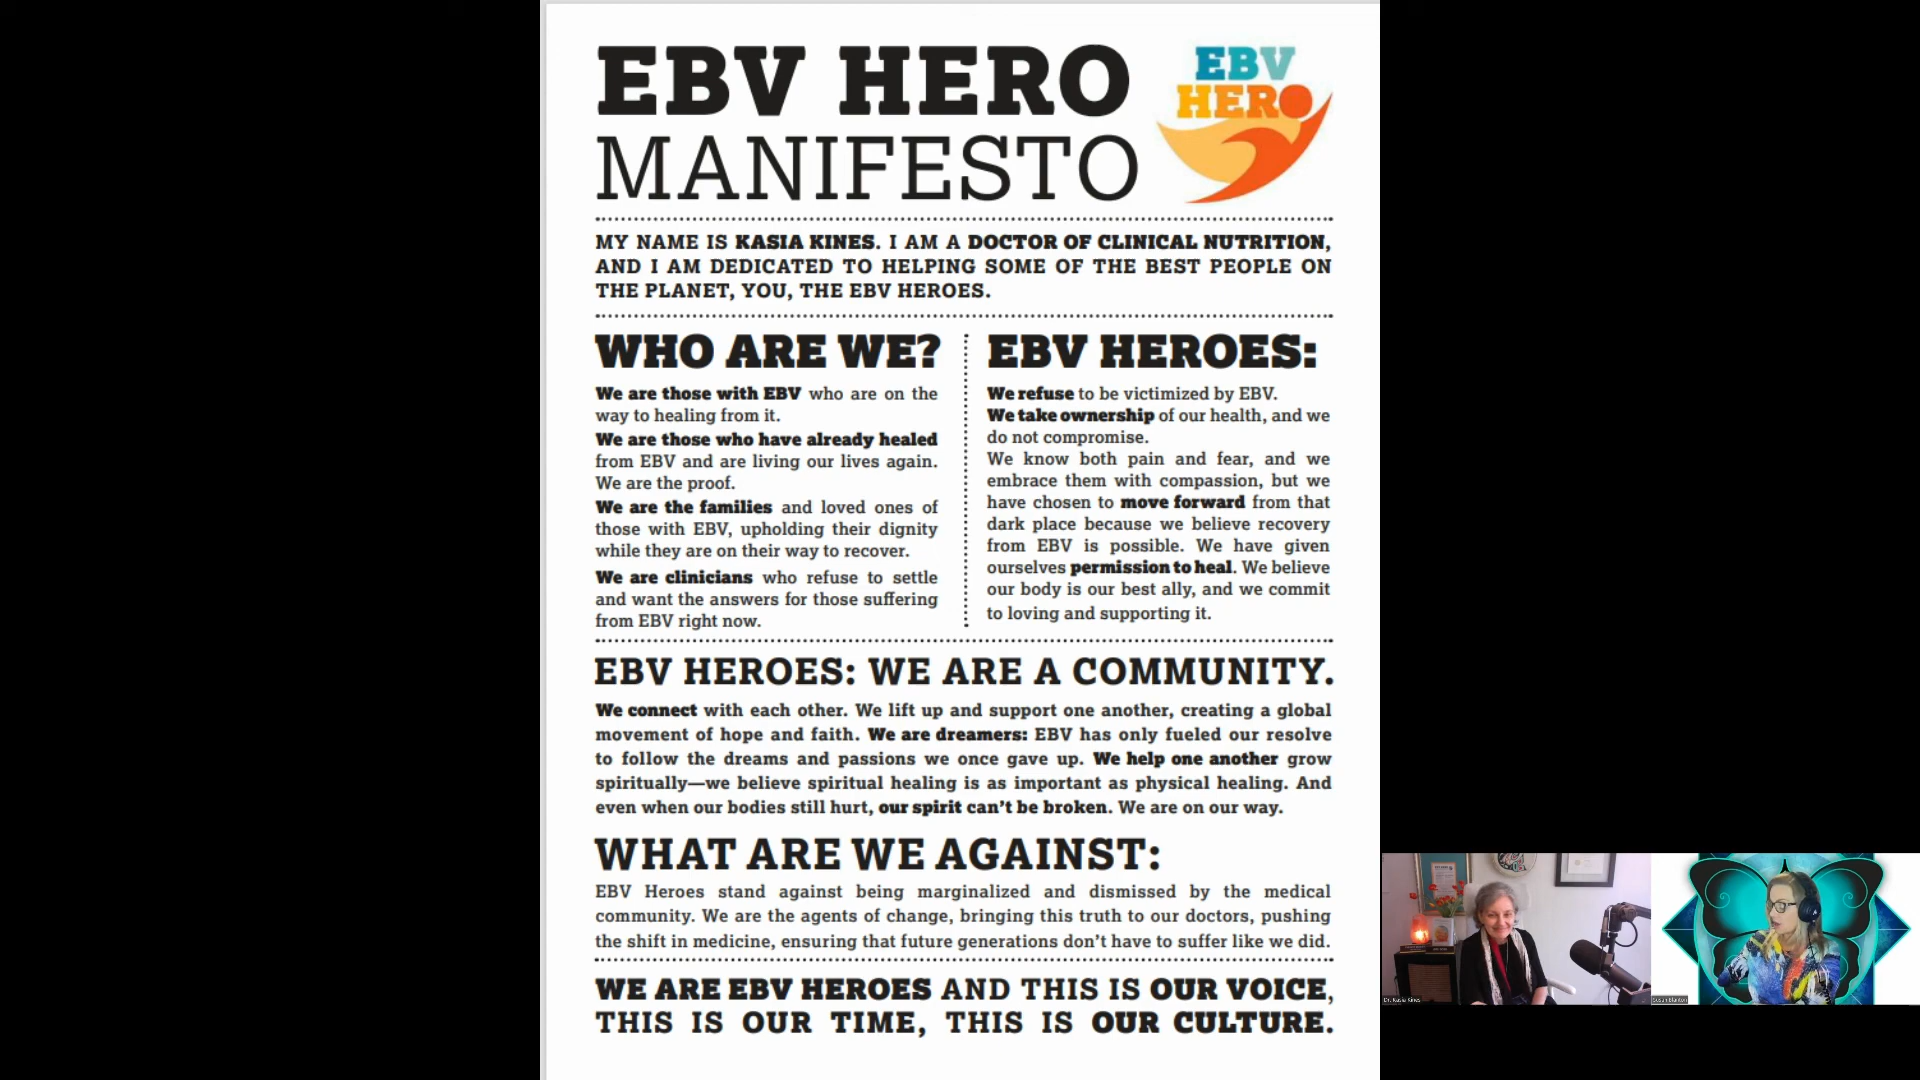 EBV HERO
MANIFESTO
EBV
HERO
MY NAME IS KASIA KINES. I AM A DOCTOR OF CLINICAL NUTRITION,
AND I AM DEDICATED TO HELPING SOME OF THE BEST PEOPLE ON
THE PLANET, YOU, THE EBV HEROES.
WHO ARE WE?
We are those with EBV who are on the
way to healing from it.
We are those who have already healed
from EBV and are living our lives again.
We are the proof.
We are the families and loved ones of
those with EBV, upholding their dignity
while they are on their way to recover.
We are clinicians who refuse to settle
and want the answers for those suffering
from EBV right now.
EBV HEROES:
We refuse to be victimized by EBV.
We take ownership of our health, and we
do not compromise.
We know both pain and fear, and we
embrace them with compassion, but we
have chosen to move forward from that
dark place because we believe recovery
from EBV is possible. We have given
ourselves permission to heal. We believe
our body is our best ally, and we commit
to loving and supporting it.
EBV HEROES: WE ARE A COMMUNITY.
We connect with each other. We lift up and support one another, creating a global
movement of hope and faith. We are dreamers: EBV has only fueled our resolve
to follow the dreams and passions we once gave up. We help one another grow
spiritually—we believe spiritual healing is as important as physical healing. And
even when our bodies still hurt, our spirit can't be broken. We are on our way.
WHAT ARE WE AGAINST:
EBV Heroes stand against being marginalized and dismissed by the medical
community. We are the agents of change, bringing this truth to our doctors, pushing
the shift in medicine, ensuring that future generations don't have to suffer like we did.
WE ARE EBV HEROES AND THIS IS OUR VOICE,
THIS IS OUR TIME, THIS IS OUR CULTURE.
Dr. Kasia Kines
Susan Blanton